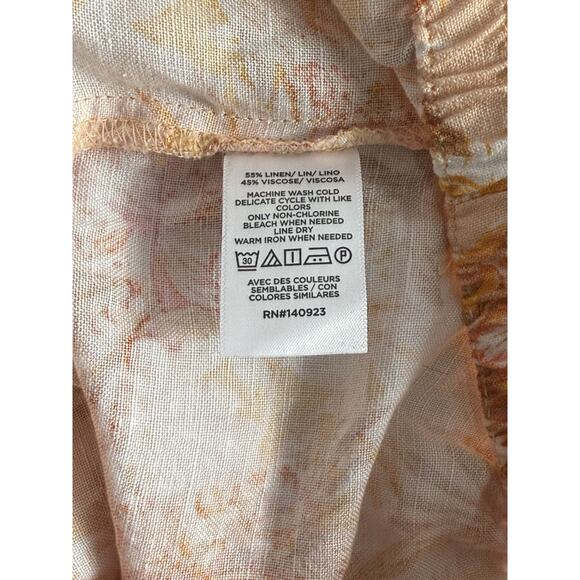 55% LINEN/ LIN/ LINO
45% VISCOSE/ VISCOSA
MACHINE WASH COLD
DELICATE CYCLE WITH LIKE
COLORS
ONLY NON-CHLORINE
BLEACH WHEN NEEDED
LINE DRY
WARM IRON WHEN NEEDED
30 P
AVEC DES COULEURS
SEMBLABLES / CON
COLORES SIMILARES
RN#140923